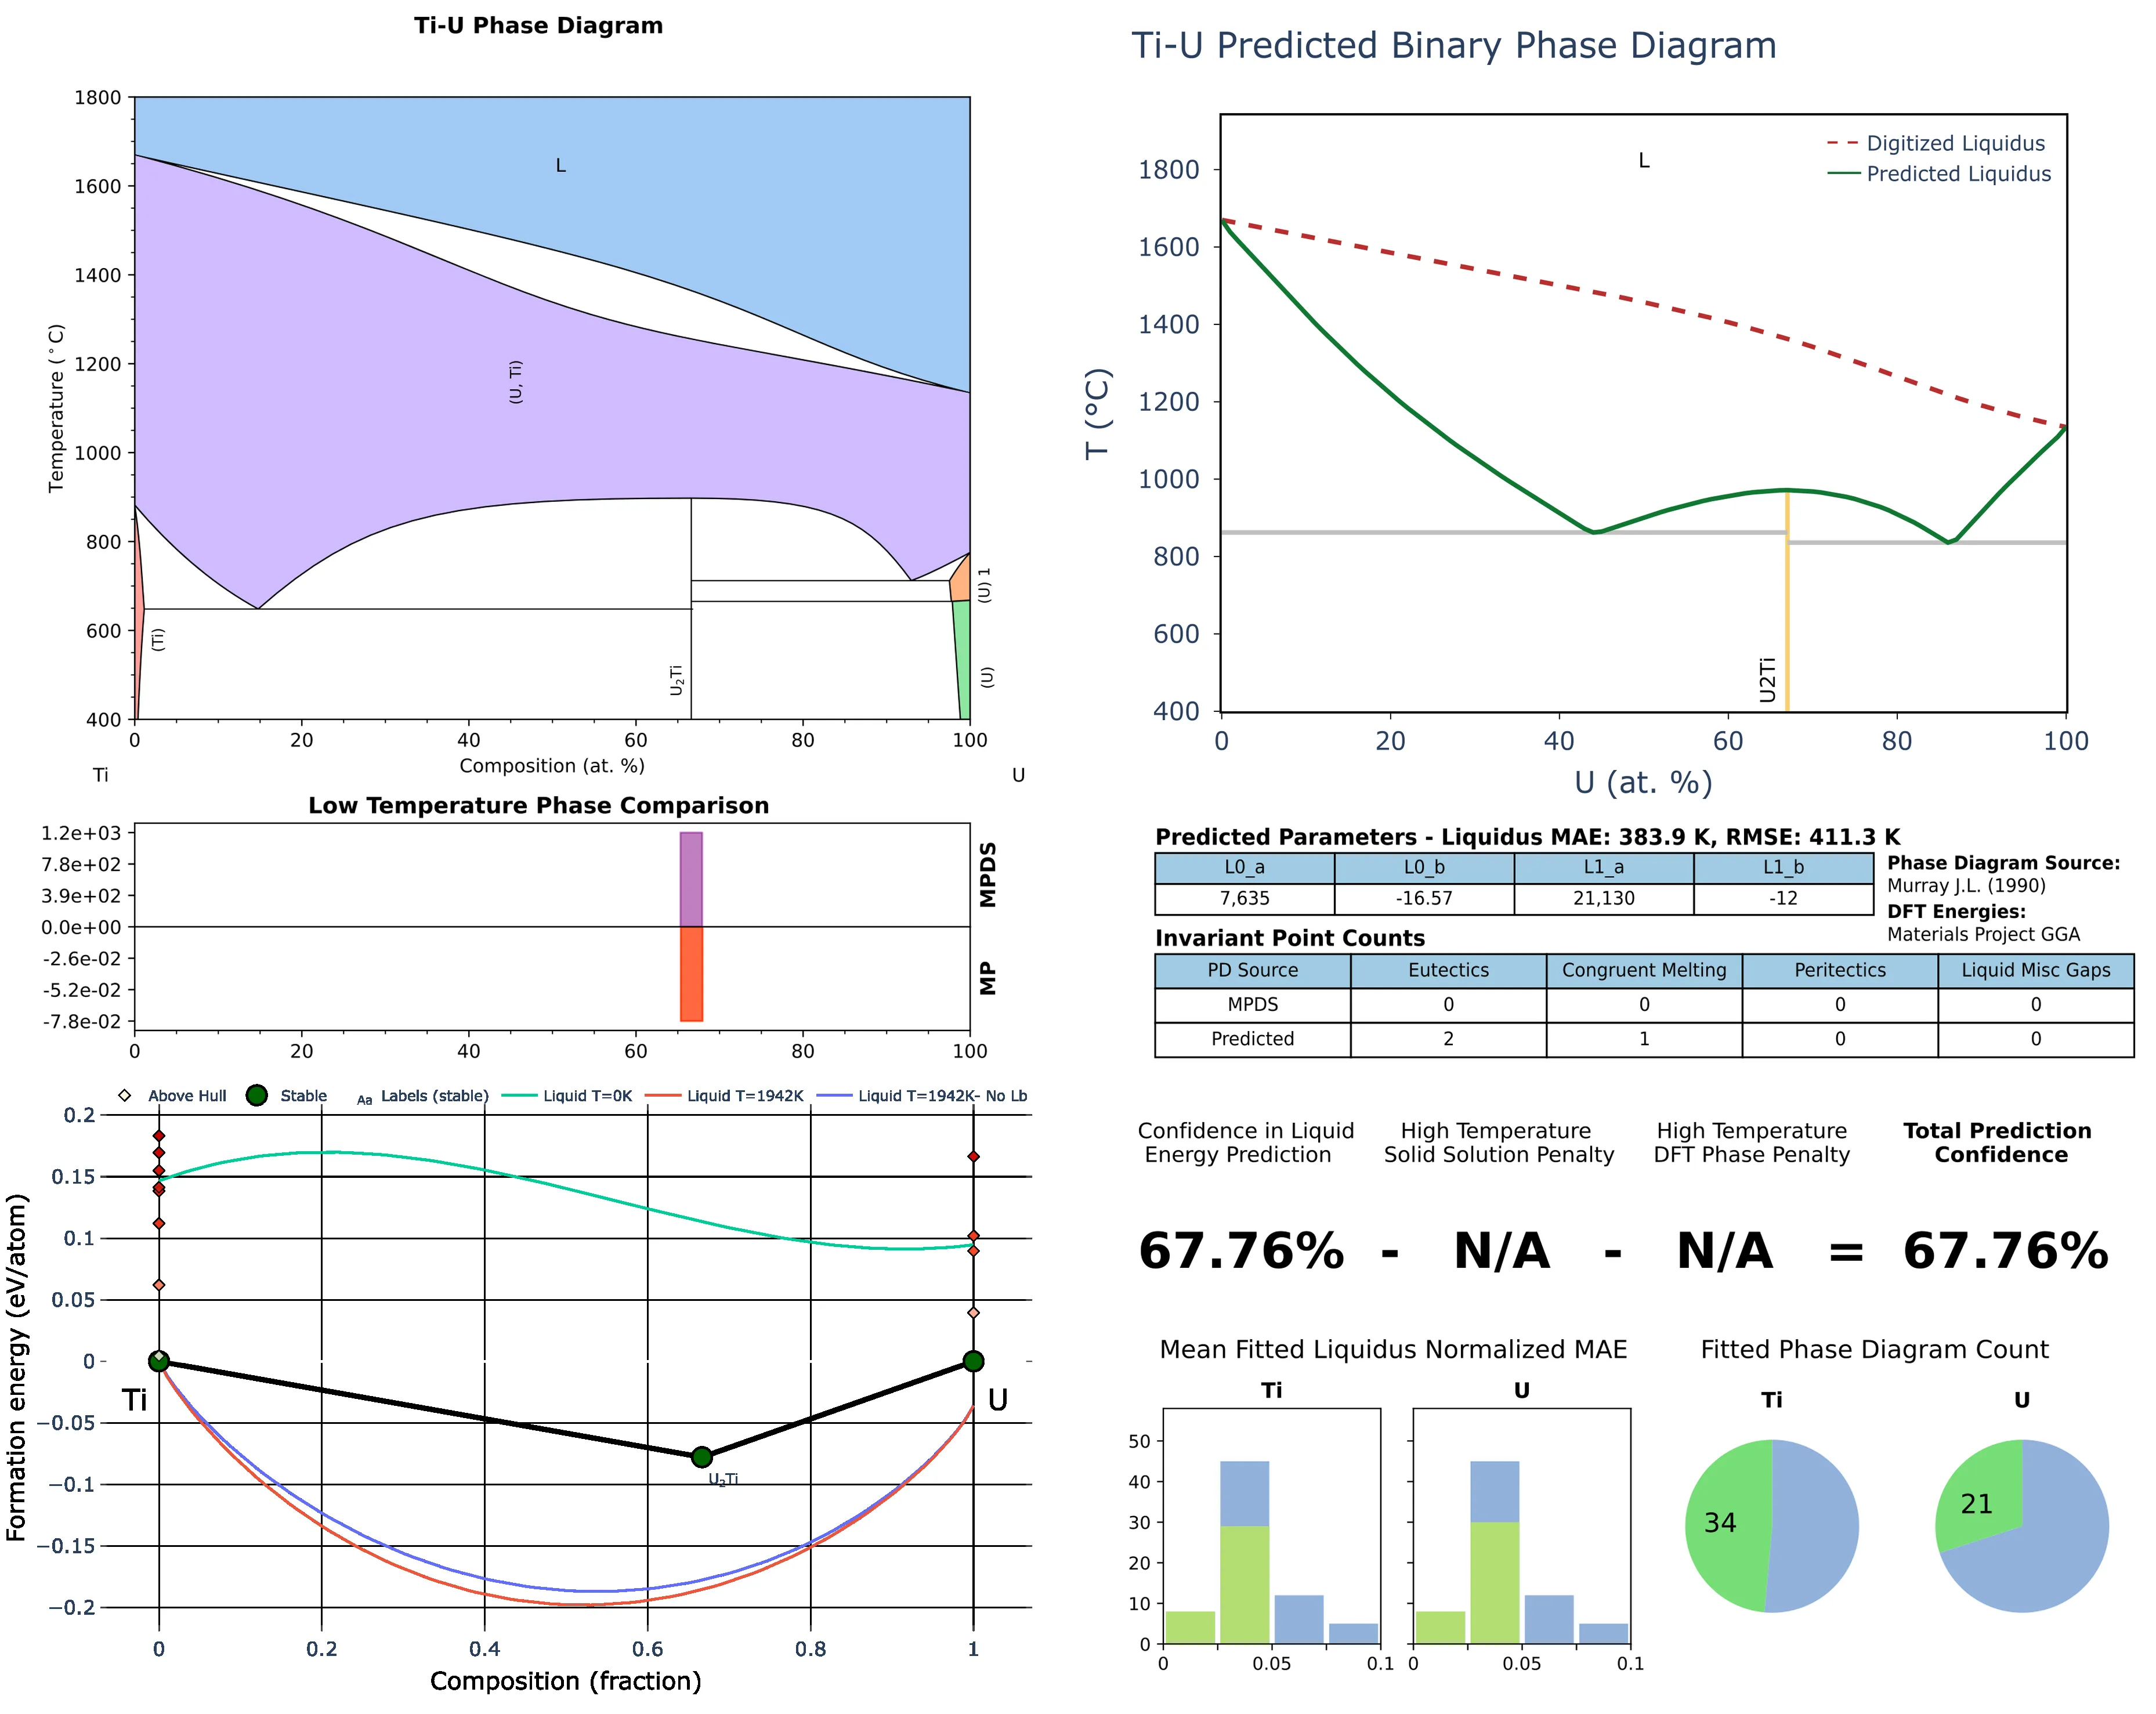 Ti-U Phase Diagram
1800
1600
1400
1200
1000
800
600
400
Temperature (°C)
L
(U, Ti)
(Ti)
U₂Ti
(U) 1
(U)
0 20 40 60 80 100
Composition (at. %)
Ti U
Ti-U Predicted Binary Phase Diagram
Digitized Liquidus
Predicted Liquidus
L
T (°C)
1800
1600
1400
1200
1000
800
600
400
U2Ti
0 20 40 60 80 100
U (at. %)
Low Temperature Phase Comparison
1.2e+03
7.8e+02
3.9e+02
0.0e+00
-2.6e-02
-5.2e-02
-7.8e-02
MPDS
MP
0 20 40 60 80 100
Predicted Parameters - Liquidus MAE: 383.9 K, RMSE: 411.3 K
L0_a L0_b L1_a L1_b
7,635 -16.57 21,130 -12
Phase Diagram Source:
Murray J.L. (1990)
DFT Energies:
Materials Project GGA
Invariant Point Counts
PD Source Eutectics Congruent Melting Peritectics Liquid Misc Gaps
MPDS 0 0 0 0
Predicted 2 1 0 0
Above Hull Stable Aa Labels (stable) Liquid T=0K Liquid T=1942K Liquid T=1942K- No Lb
0.2
0.15
0.1
0.05
0
−0.05
−0.1
−0.15
−0.2
Formation energy (eV/atom)
Ti
U
U₂Ti
0 0.2 0.4 0.6 0.8 1
Composition (fraction)
Confidence in Liquid
Energy Prediction
High Temperature
Solid Solution Penalty
High Temperature
DFT Phase Penalty
Total Prediction
Confidence
67.76% - N/A - N/A = 67.76%
Mean Fitted Liquidus Normalized MAE
Ti U
50
40
30
20
10
0
0 0.05 0.1 0 0.05 0.1
Fitted Phase Diagram Count
Ti U
34 21